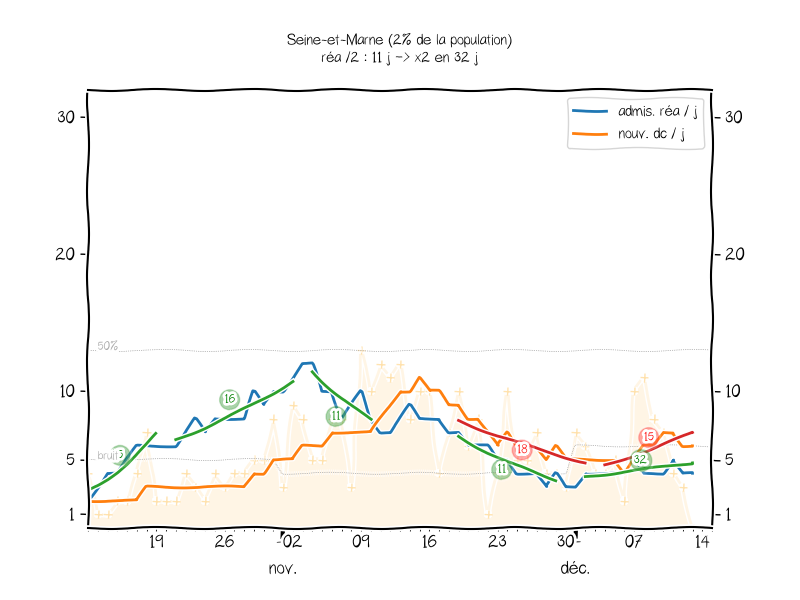 Seine-et-Marne (2% de la population)
réa /2 : 11 j -> x2 en 32 j
admis. réa / j
nouv. dc / j
30 30
20 20
50%
10 10
16
11
15
18
32
11
bruit
5 5
1 1
19 26 02 09 16 23 30 07 14
nov. déc.